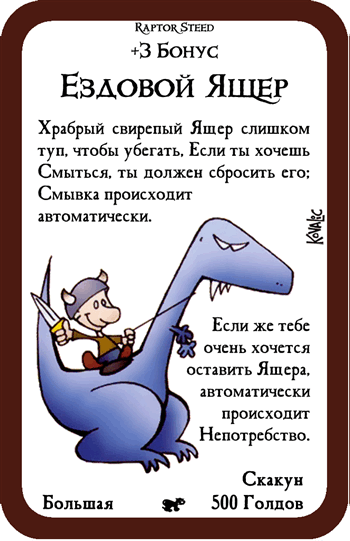 Raptor Steed
+3 Бонус
Ездовой Ящер
Храбрый свирепый Ящер слишком
туп, чтобы убегать. Если ты хочешь
Смыться, ты должен сбросить его;
Смывка происходит
автоматически.
Kovalic
Если же тебе
очень хочется
оставить Ящера,
автоматически
происходит
Непотребство.
Скакун
Большая
500 Голдов